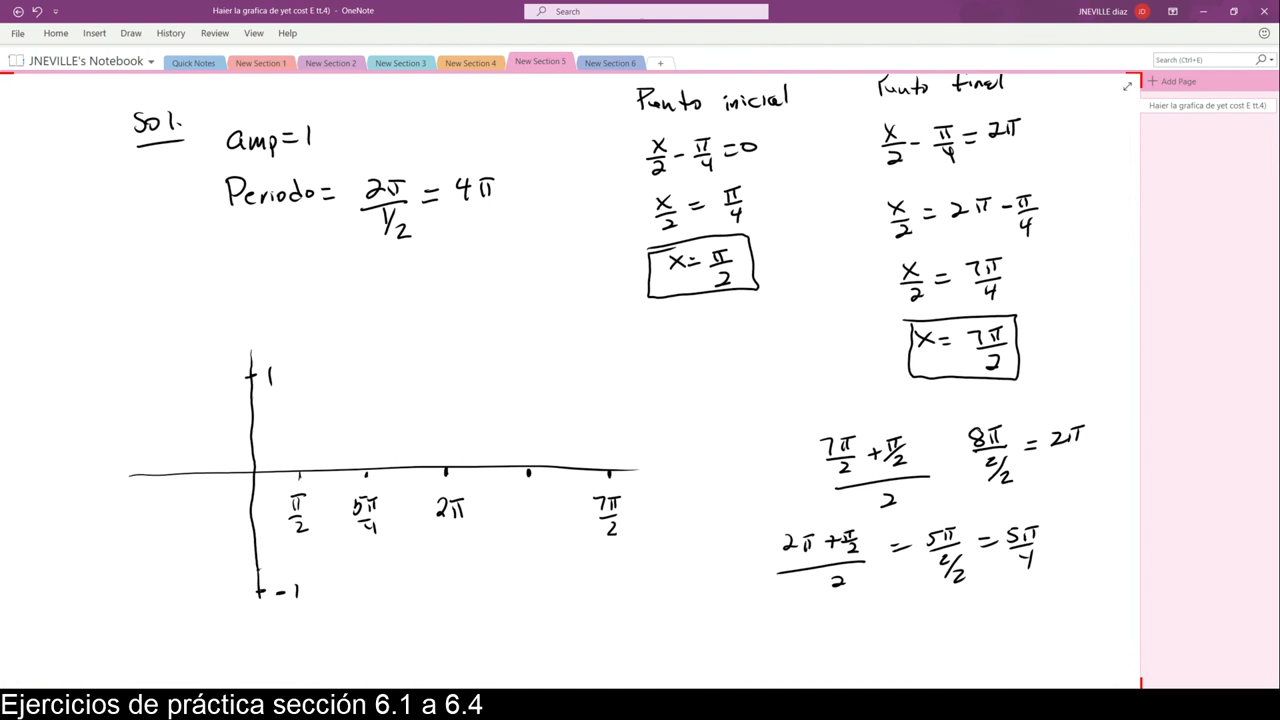 Haier la grafica de yet cost E tt.4) - OneNote
Search
JNEVILLE diaz
JD
File Home Insert Draw History Review View Help
JNEVILLE's Notebook
Quick Notes New Section 1 New Section 2 New Section 3 New Section 4 New Section 5 New Section 6 +
Search (Ctrl+E)
+ Add Page
Haier la grafica de yet cost E tt.4)
Sol.
amp=1
Periodo= 2π/1/2 = 4π
Punto inicial
x/2 - π/4 = 0
x/2 = π/4
x= π/2
Punto final
x/2 - π/4 = 2π
x/2 = 2π - π/4
x/2 = 7π/4
x= 7π/2
1
π/2 5π/4 2π 7π/2
-1
7π/2 + π/2 / 2 8π/2/2 = 2π
2π + π/2 / 2 = 5π/2/2 = 5π/4
Ejercicios de práctica sección 6.1 a 6.4